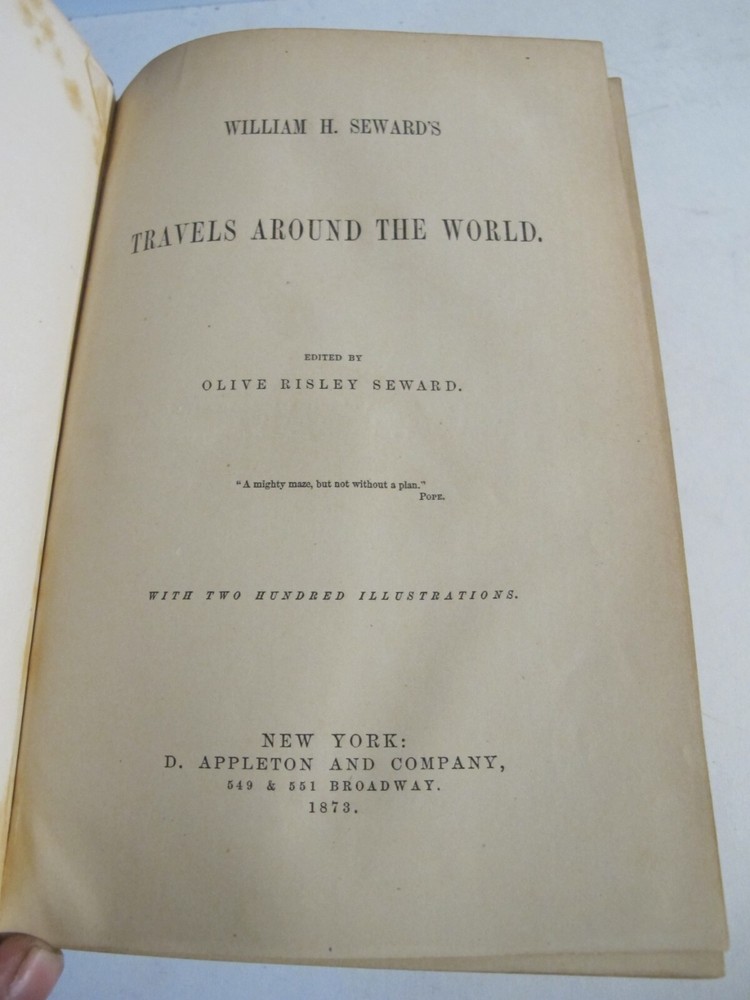 WILLIAM H. SEWARD'S
TRAVELS AROUND THE WORLD.
EDITED BY
OLIVE RISLEY SEWARD.
"A mighty maze, but not without a plan."
POPE.
WITH TWO HUNDRED ILLUSTRATIONS.
NEW YORK:
D. APPLETON AND COMPANY,
549 & 551 BROADWAY.
1873.